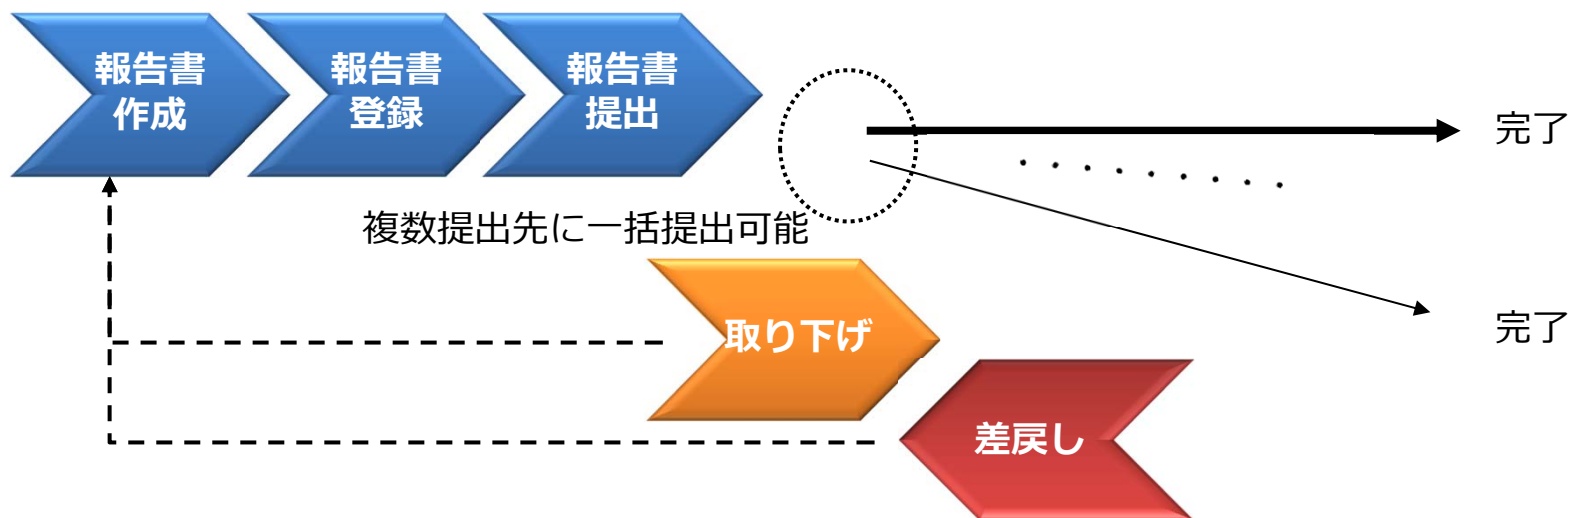 報告書
作成
報告書
登録
報告書
提出
完了
複数提出先に一括提出可能
取り下げ
完了
差戻し